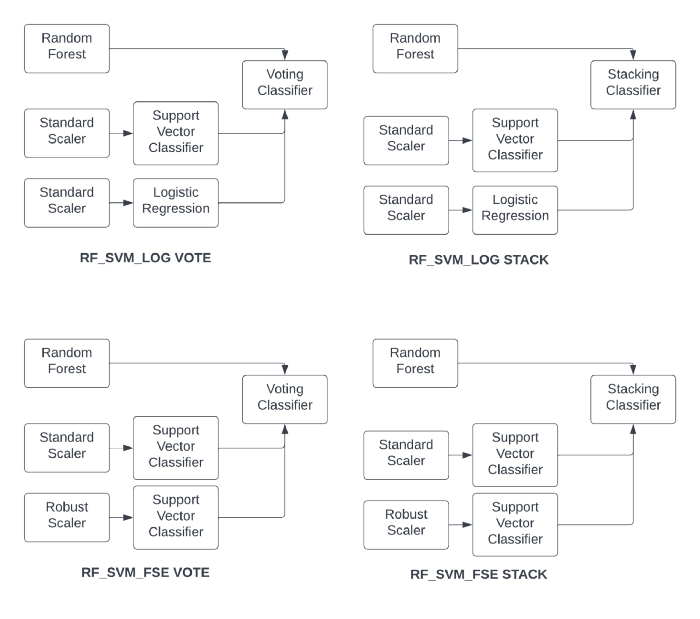 Random
Forest
Voting
Classifier
Standard
Scaler
Support
Vector
Classifier
Standard
Scaler
Logistic
Regression
RF_SVM_LOG VOTE
Random
Forest
Stacking
Classifier
Standard
Scaler
Support
Vector
Classifier
Standard
Scaler
Logistic
Regression
RF_SVM_LOG STACK
Random
Forest
Voting
Classifier
Standard
Scaler
Support
Vector
Classifier
Robust
Scaler
Support
Vector
Classifier
RF_SVM_FSE VOTE
Random
Forest
Stacking
Classifier
Standard
Scaler
Support
Vector
Classifier
Robust
Scaler
Support
Vector
Classifier
RF_SVM_FSE STACK